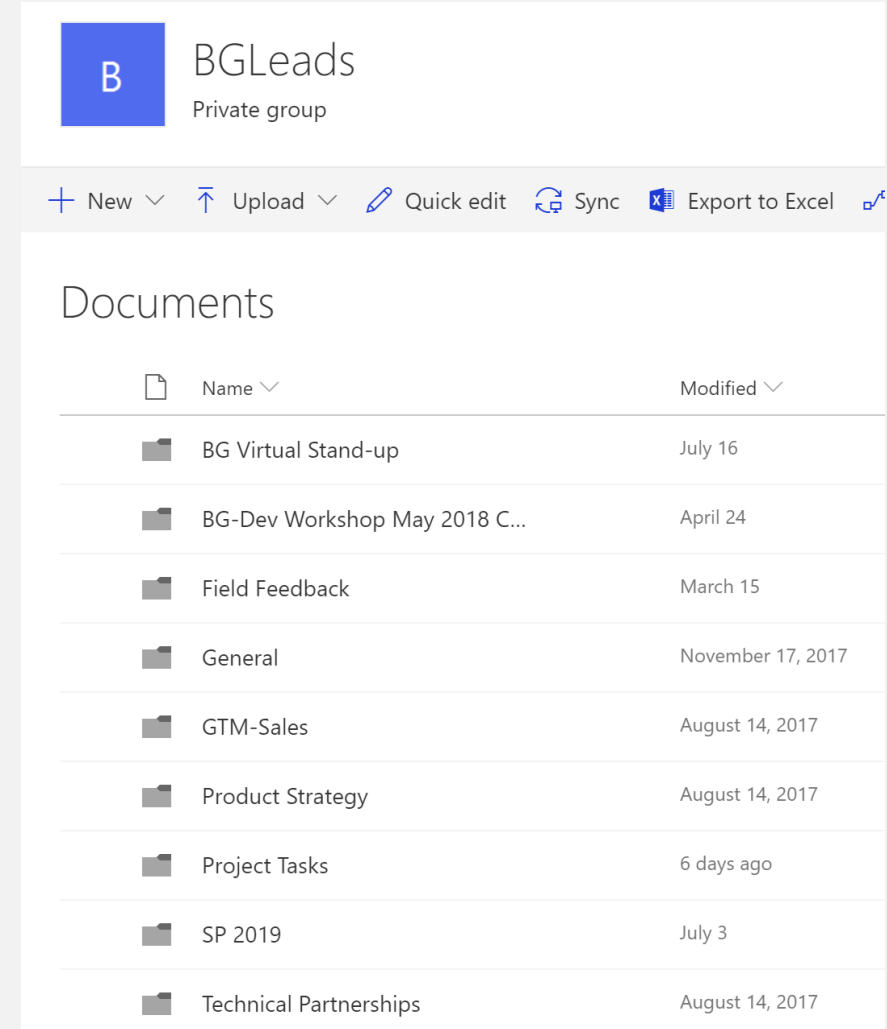 B
BGLeads
Private group
New Upload Quick edit Sync Export to Excel
Documents
Name Modified
BG Virtual Stand-up July 16
BG-Dev Workshop May 2018 C... April 24
Field Feedback March 15
General November 17, 2017
GTM-Sales August 14, 2017
Product Strategy August 14, 2017
Project Tasks 6 days ago
SP 2019 July 3
Technical Partnerships August 14, 2017